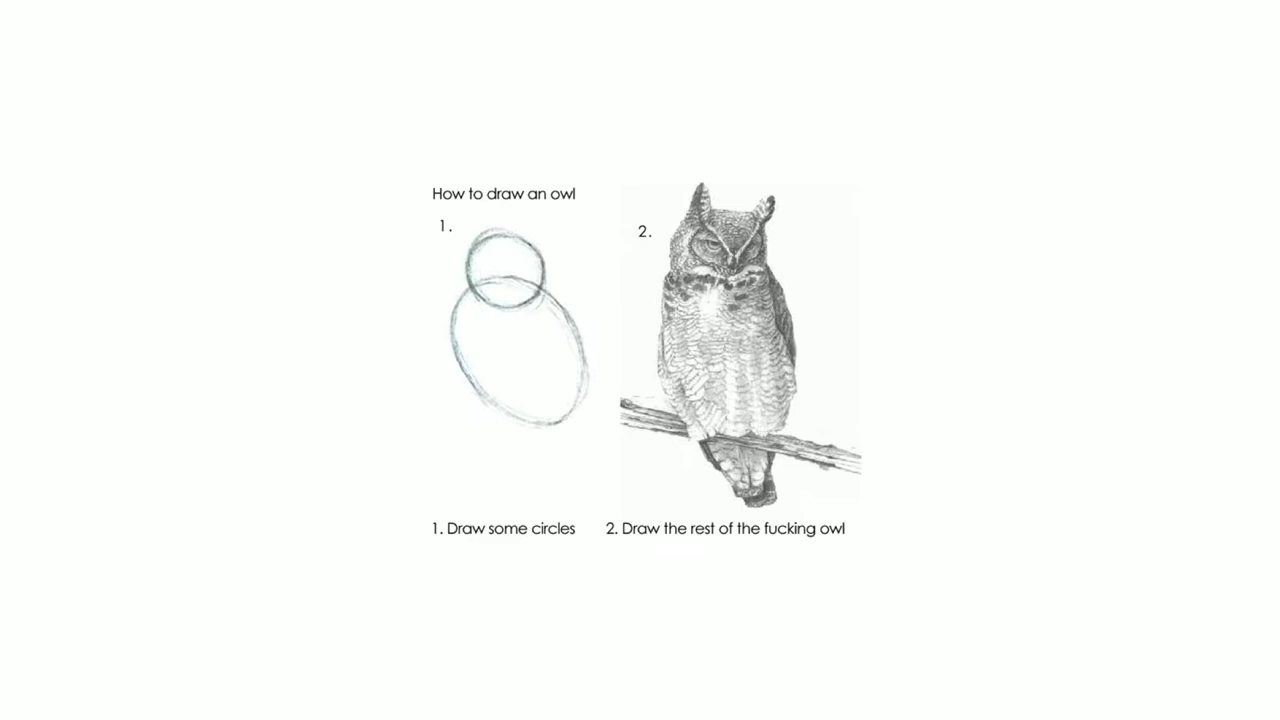 How to draw an owl
1.
2.
1. Draw some circles
2. Draw the rest of the fucking owl